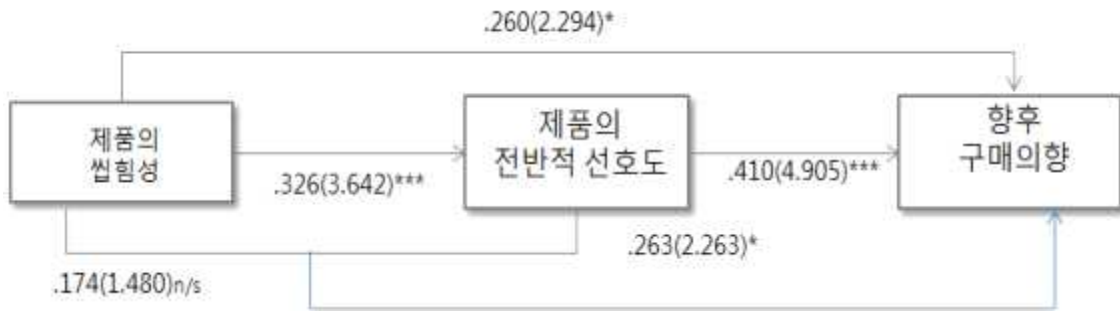 .260(2.294)*
제품의
씹힘성
.326(3.642)***
제품의
전반적 선호도
.410(4.905)***
향후
구매의향
.263(2.263)*
.174(1.480)n/s